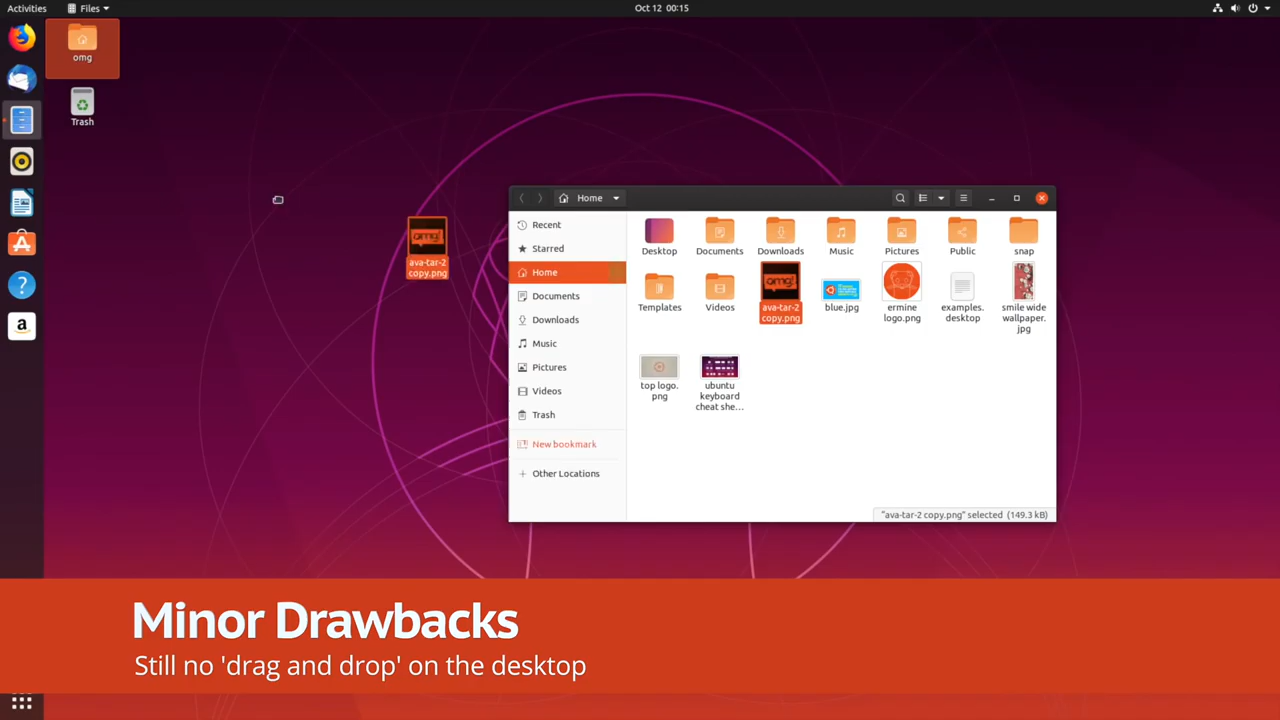 Activities
Files
Oct 12 00:15
omg
Trash
omg!
ava-tar-2
copy.png
Home
Recent
Starred
Home
Documents
Downloads
Music
Pictures
Videos
Trash
New bookmark
Other Locations
Desktop
Documents
Downloads
Music
Pictures
Public
snap
Templates
Videos
omg!
ava-tar-2
copy.png
blue.jpg
ermine
logo.png
examples.
desktop
smile wide
wallpaper.
jpg
top logo.
png
ubuntu
keyboard
cheat she...
"ava-tar-2 copy.png" selected (149.3 kB)
?
a
Minor Drawbacks
Still no 'drag and drop' on the desktop